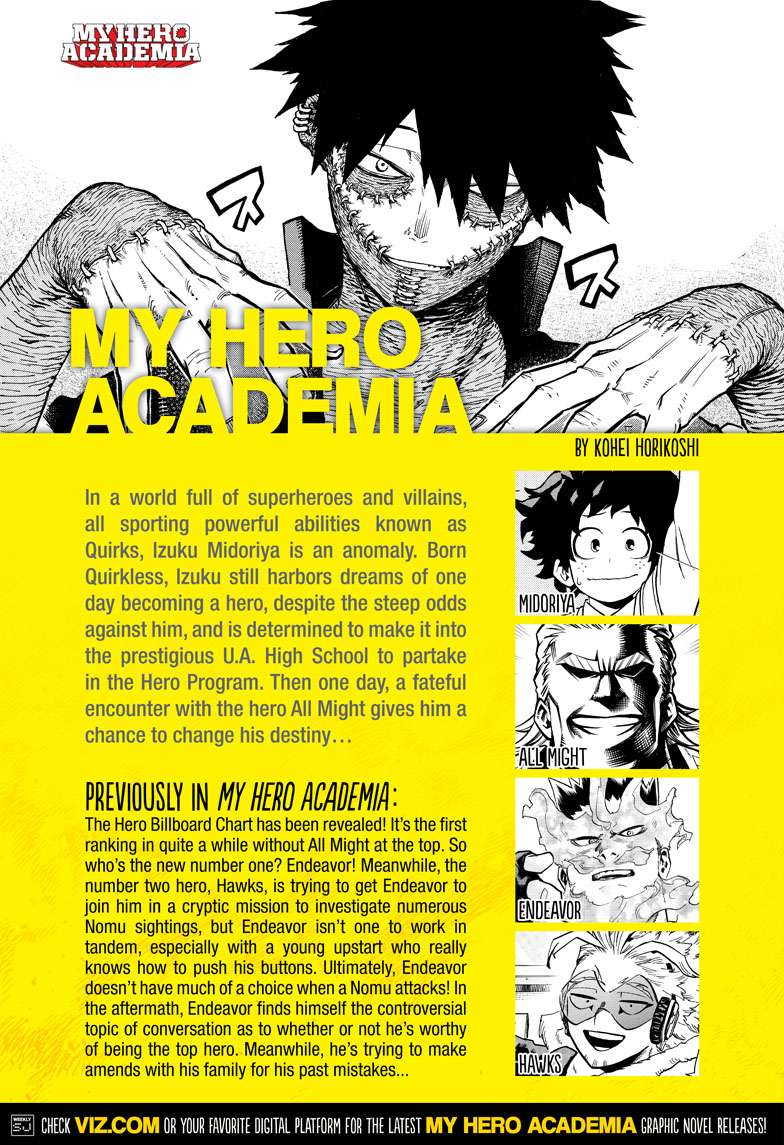 MY HERO
ACADEMIA
MY HERO
ACADEMIA
BY KOHEI HORIKOSHI
In a world full of superheroes and villains,
all sporting powerful abilities known as
Quirks, Izuku Midoriya is an anomaly. Born
Quirkless, Izuku still harbors dreams of one
day becoming a hero, despite the steep odds
against him, and is determined to make it into
the prestigious U.A. High School to partake
in the Hero Program. Then one day, a fateful
encounter with the hero All Might gives him a
chance to change his destiny…
PREVIOUSLY IN MY HERO ACADEMIA:
The Hero Billboard Chart has been revealed! It's the first
ranking in quite a while without All Might at the top. So
who's the new number one? Endeavor! Meanwhile, the
number two hero, Hawks, is trying to get Endeavor to
join him in a cryptic mission to investigate numerous
Nomu sightings, but Endeavor isn't one to work in
tandem, especially with a young upstart who really
knows how to push his buttons. Ultimately, Endeavor
doesn't have much of a choice when a Nomu attacks! In
the aftermath, Endeavor finds himself the controversial
topic of conversation as to whether or not he's worthy
of being the top hero. Meanwhile, he's trying to make
amends with his family for his past mistakes...
MIDORIYA
ALL MIGHT
ENDEAVOR
HAWKS
WEEKLY
SJ
CHECK VIZ.COM OR YOUR FAVORITE DIGITAL PLATFORM FOR THE LATEST MY HERO ACADEMIA GRAPHIC NOVEL RELEASES!